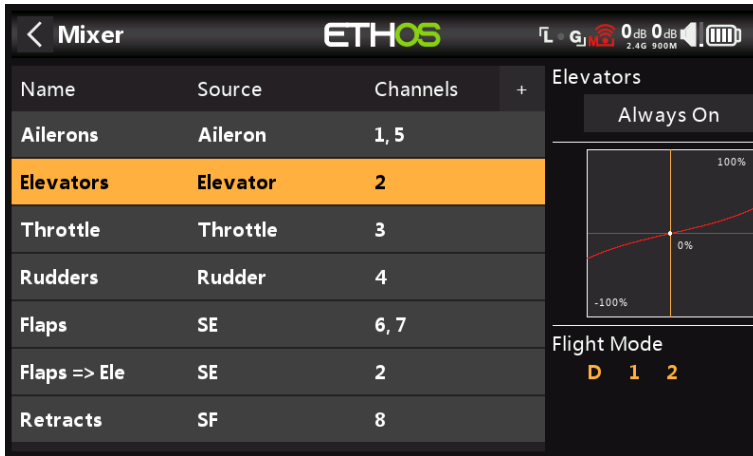 Mixer
ETHOS
L G M 0dB 0dB
2.4G 900M
Name Source Channels +
Ailerons Aileron 1, 5
Elevators Elevator 2
Throttle Throttle 3
Rudders Rudder 4
Flaps SE 6, 7
Flaps => Ele SE 2
Retracts SF 8
Elevators
Always On
100%
0%
-100%
Flight Mode
D 1 2